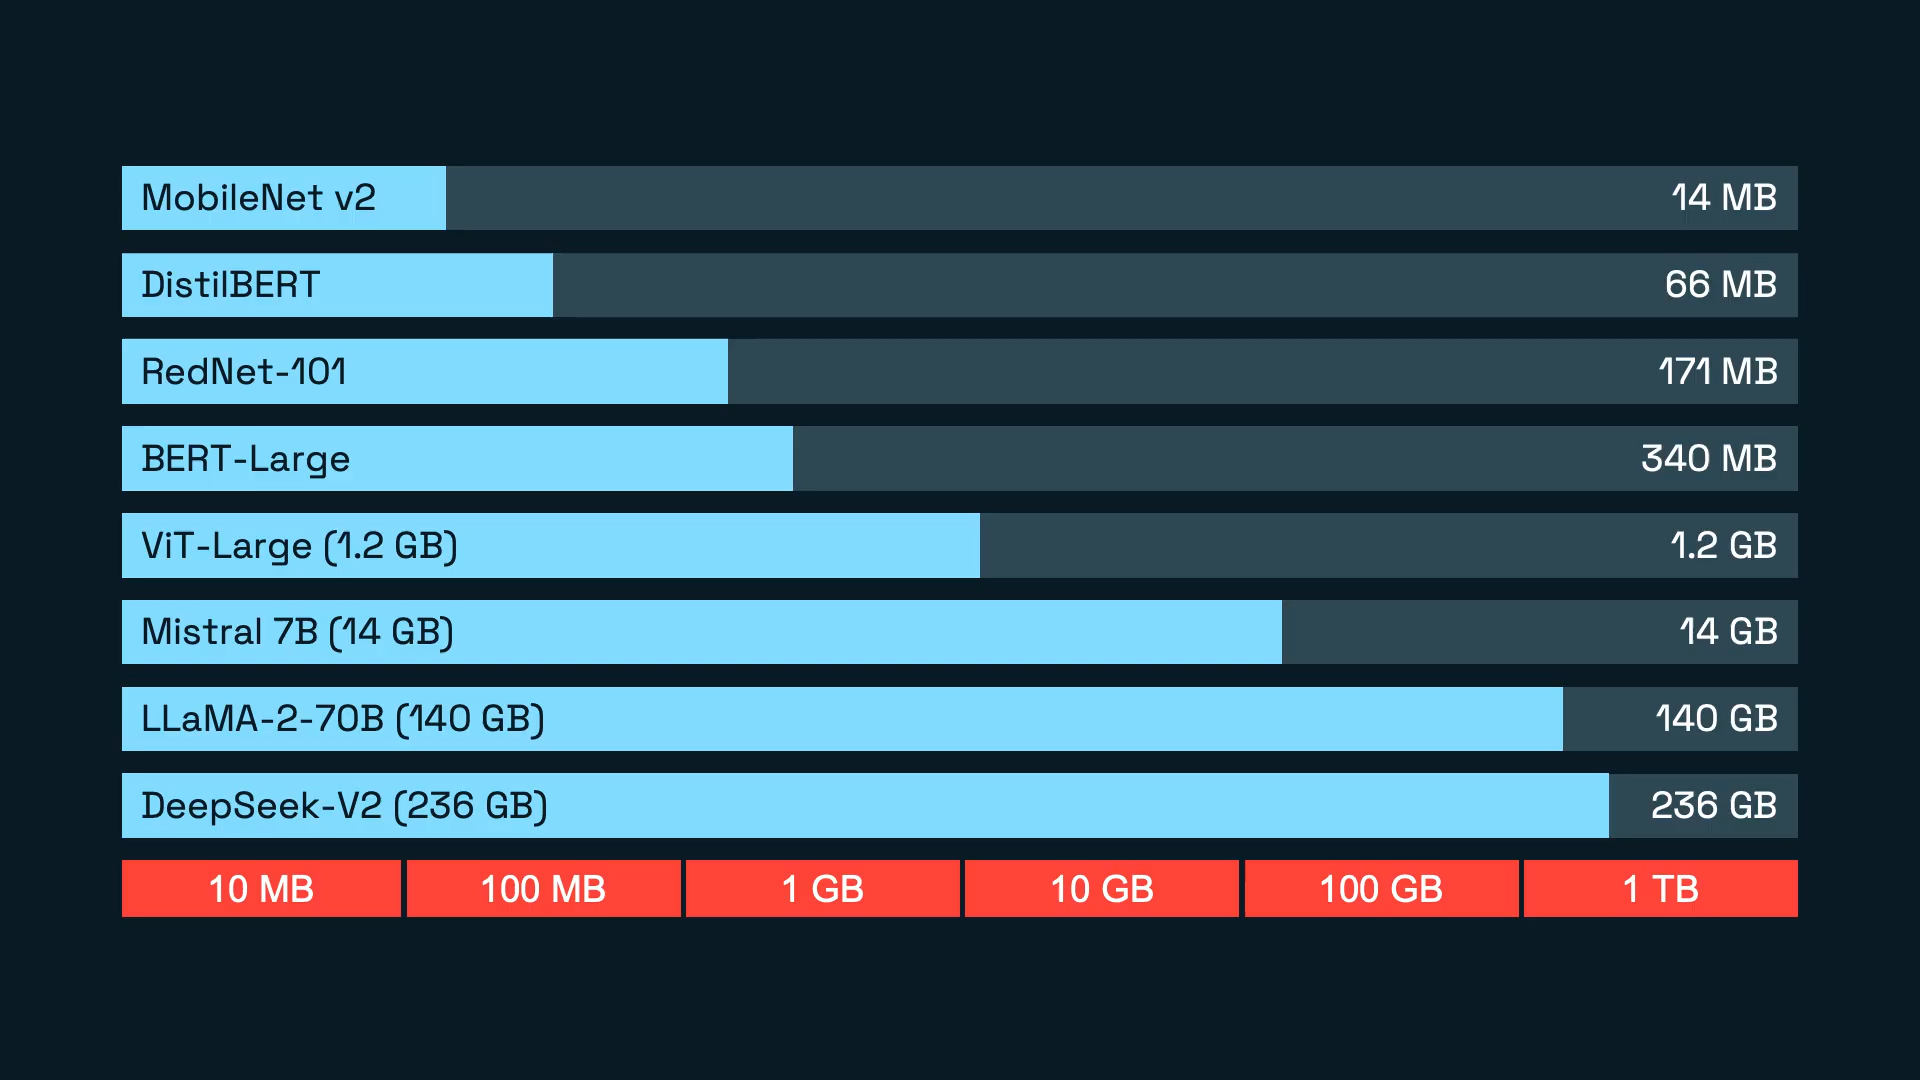 MobileNet v2 14 MB
DistilBERT 66 MB
RedNet-101 171 MB
BERT-Large 340 MB
ViT-Large (1.2 GB) 1.2 GB
Mistral 7B (14 GB) 14 GB
LLaMA-2-70B (140 GB) 140 GB
DeepSeek-V2 (236 GB) 236 GB
10 MB 100 MB 1 GB 10 GB 100 GB 1 TB